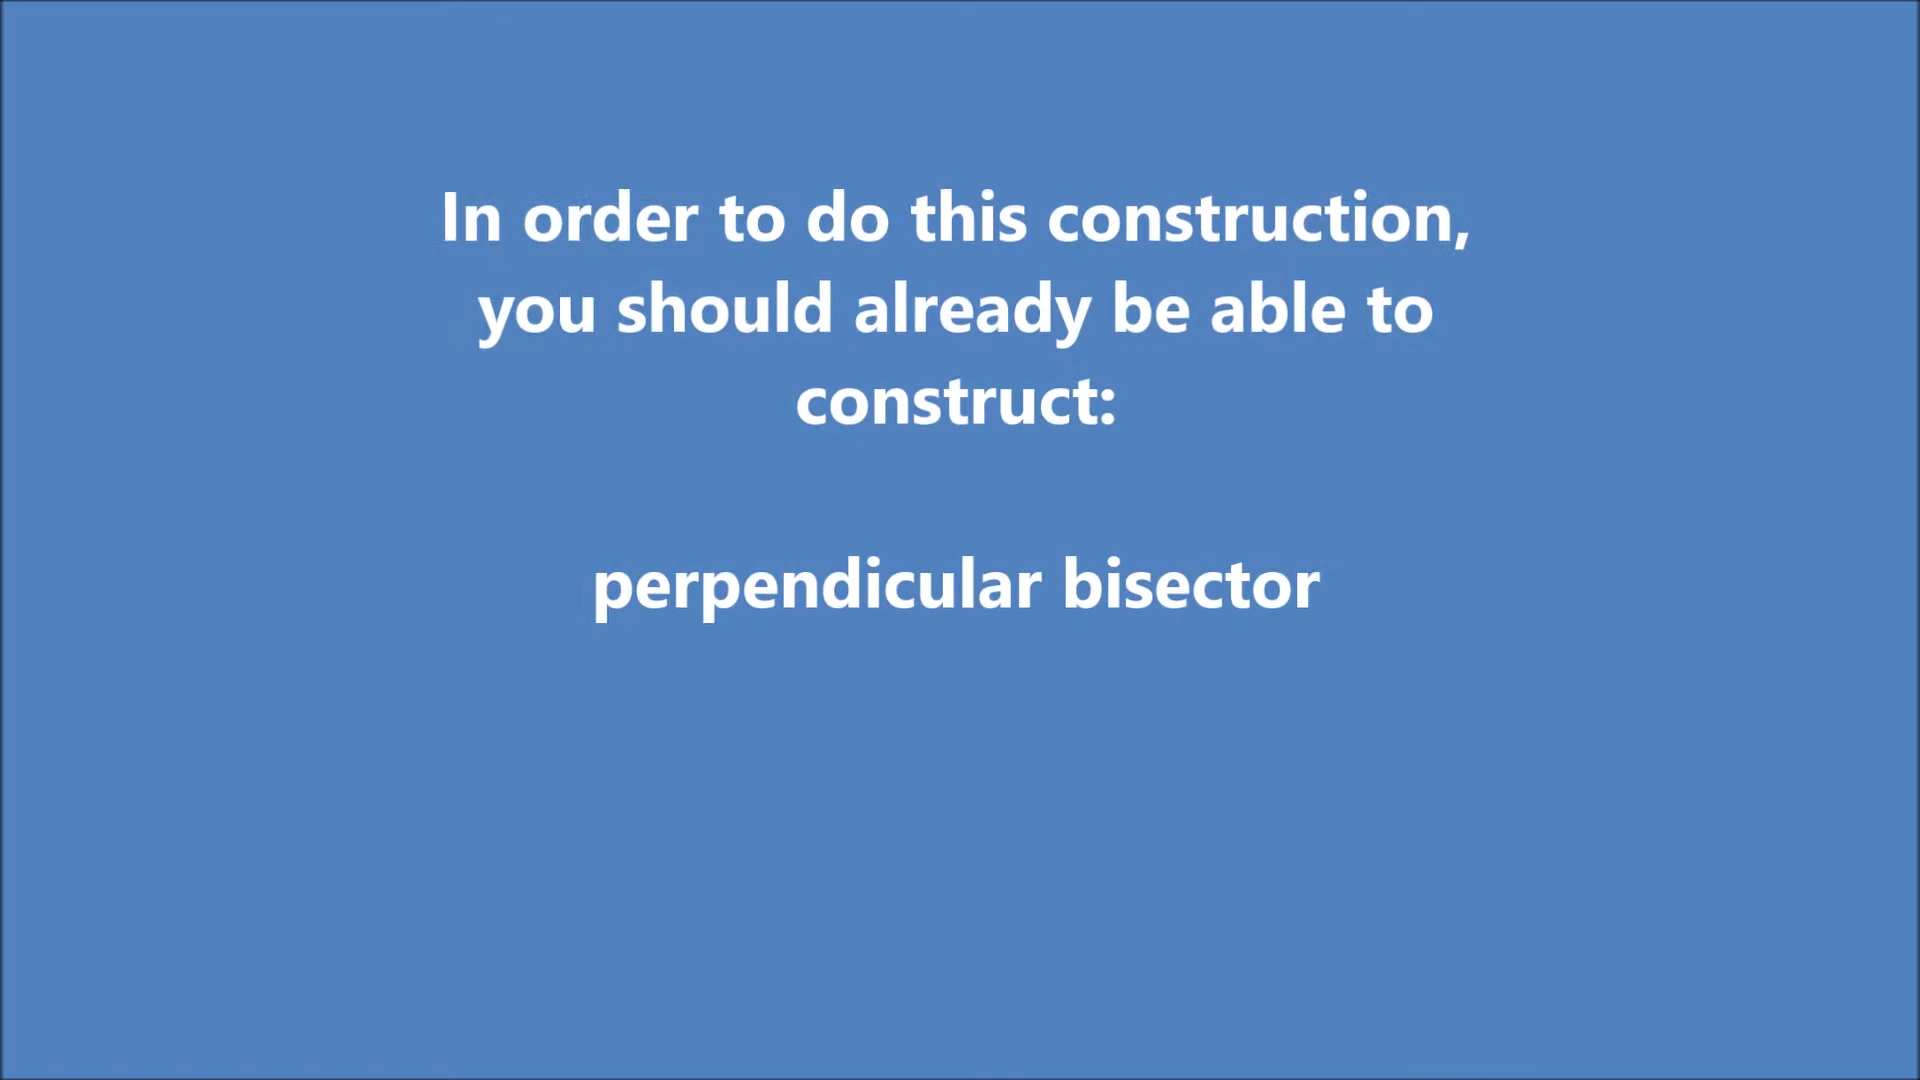 In order to do this construction,
you should already be able to
construct:
perpendicular bisector